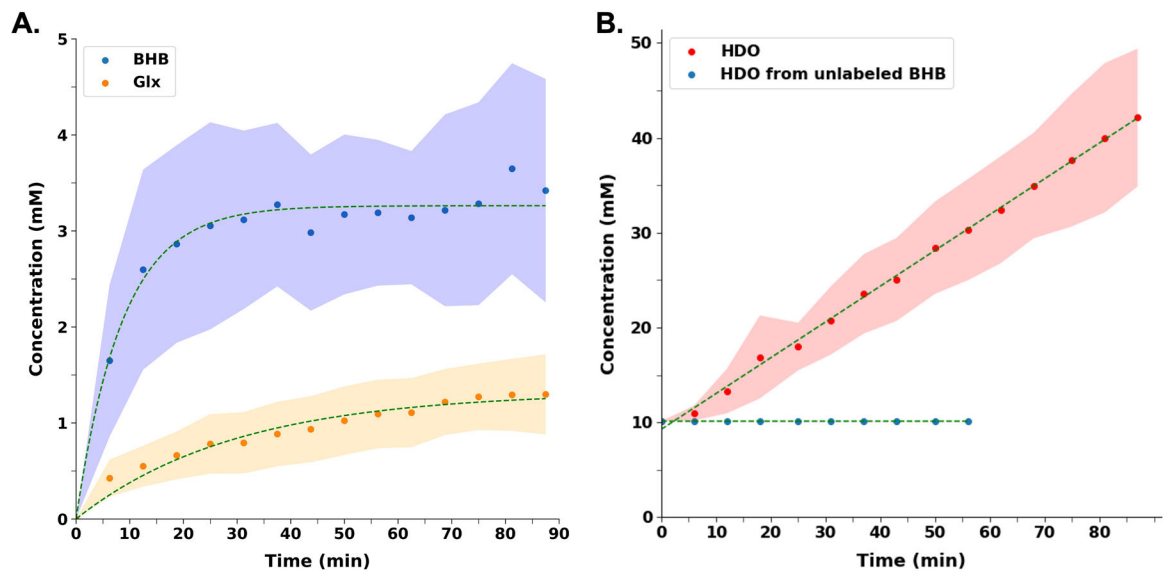 A.
5
4
3
2
1
0
Concentration (mM)
BHB
Glx
0 10 20 30 40 50 60 70 80 90
Time (min)
B.
50
40
30
20
10
0
Concentration (mM)
HDO
HDO from unlabeled BHB
0 10 20 30 40 50 60 70 80
Time (min)